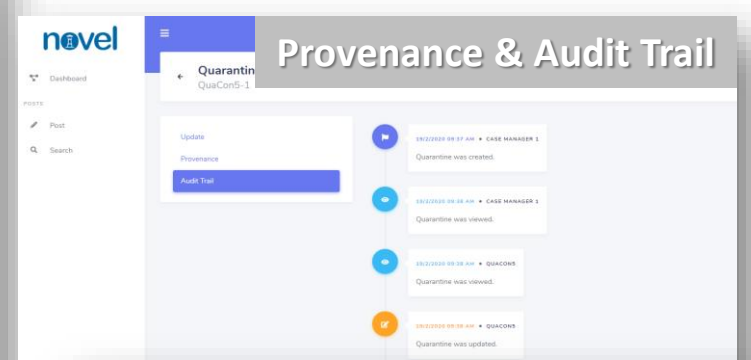 novel
Provenance & Audit Trail
Dashboard
POSTS
Post
Search
Quarantin
QuaCon5-1
Update
Provenance
Audit Trail
19/2/2020 09:37 AM • CASE MANAGER 1
Quarantine was created.
19/2/2020 09:38 AM • CASE MANAGER 1
Quarantine was viewed.
19/2/2020 09:38 AM • QUACON5
Quarantine was viewed.
19/2/2020 09:38 AM • QUACON5
Quarantine was updated.